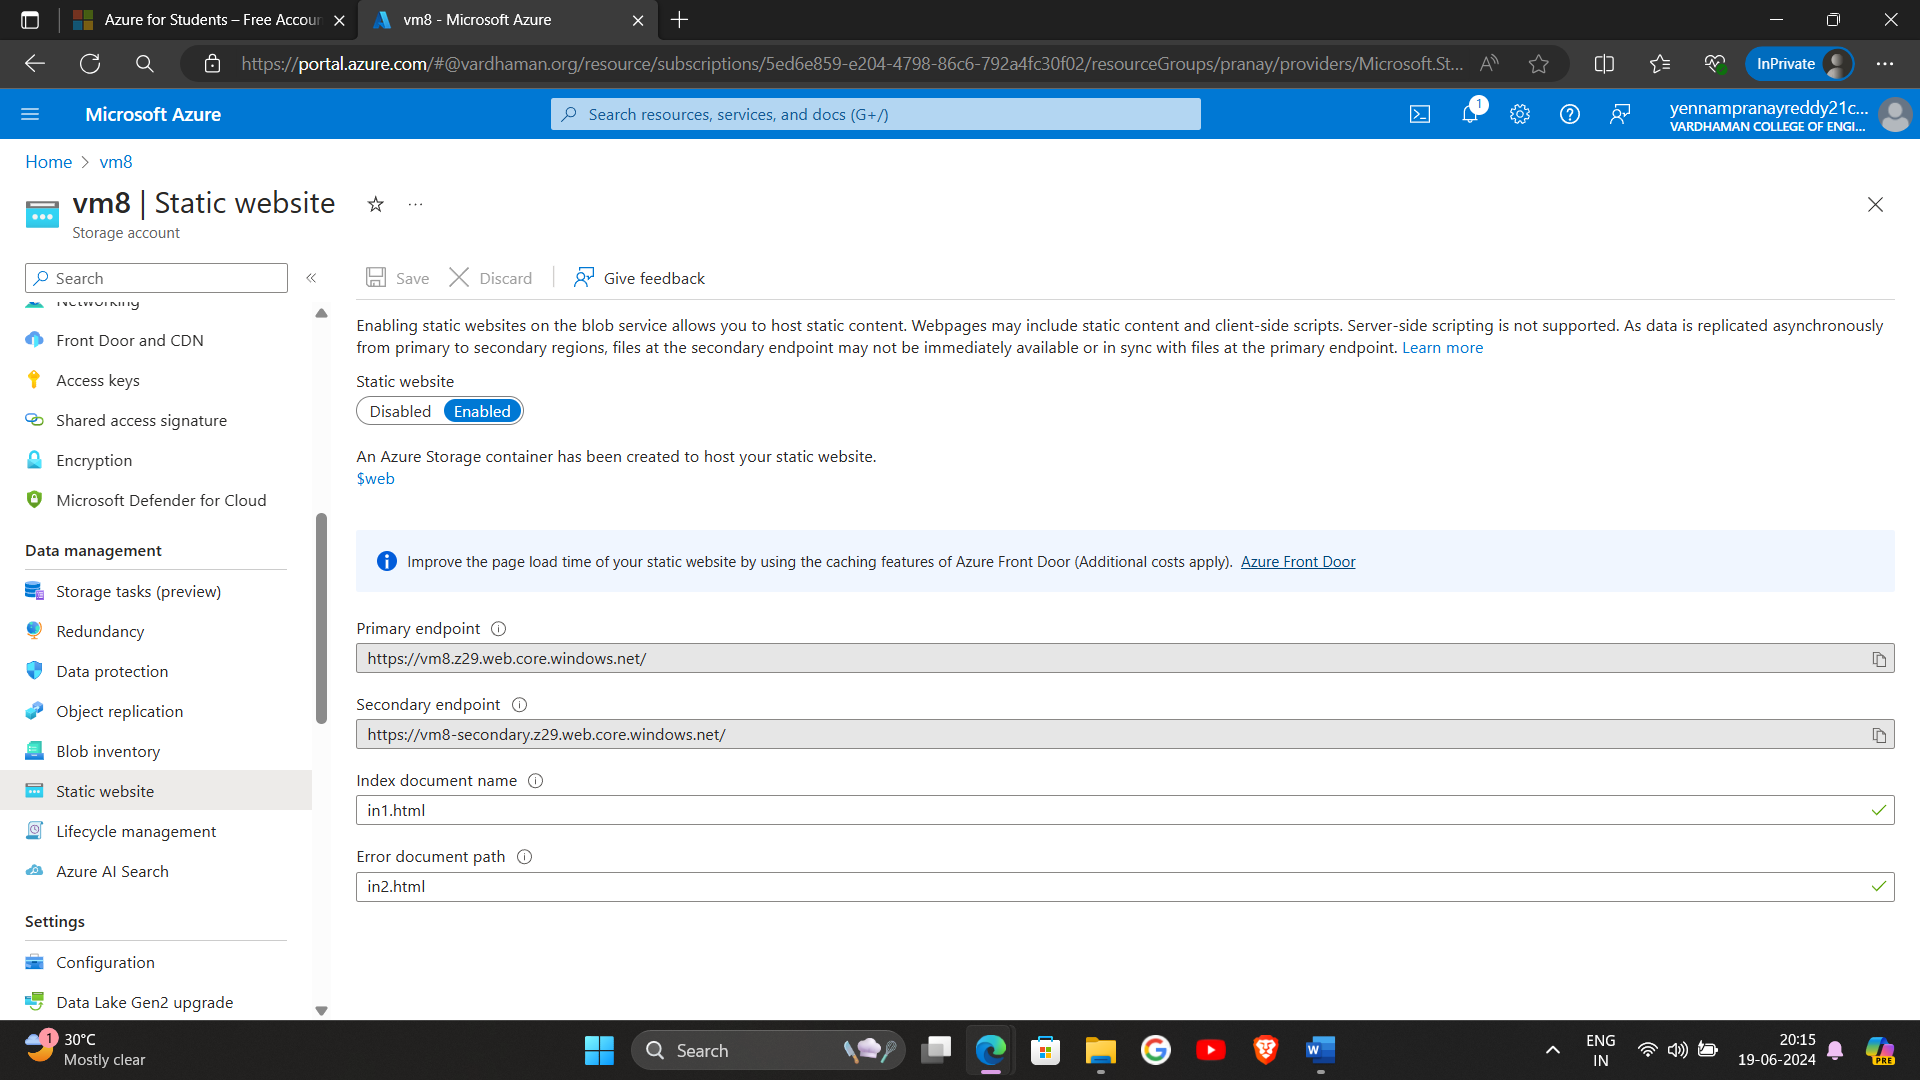 Azure for Students – Free Accoun
vm8 - Microsoft Azure
https://portal.azure.com/#@vardhaman.org/resource/subscriptions/5ed6e859-e204-4798-86c6-792a4fc30f02/resourceGroups/pranay/providers/Microsoft.St...
InPrivate
Microsoft Azure
Search resources, services, and docs (G+/)
1
yennampranayreddy21c...
VARDHAMAN COLLEGE OF ENGI...
Home > vm8
vm8 | Static website
Storage account
Search
Networking
Front Door and CDN
Access keys
Shared access signature
Encryption
Microsoft Defender for Cloud
Data management
Storage tasks (preview)
Redundancy
Data protection
Object replication
Blob inventory
Static website
Lifecycle management
Azure AI Search
Settings
Configuration
Data Lake Gen2 upgrade
Save
Discard
Give feedback
Enabling static websites on the blob service allows you to host static content. Webpages may include static content and client-side scripts. Server-side scripting is not supported. As data is replicated asynchronously
from primary to secondary regions, files at the secondary endpoint may not be immediately available or in sync with files at the primary endpoint. Learn more
Static website
Disabled Enabled
An Azure Storage container has been created to host your static website.
$web
Improve the page load time of your static website by using the caching features of Azure Front Door (Additional costs apply). Azure Front Door
Primary endpoint
https://vm8.z29.web.core.windows.net/
Secondary endpoint
https://vm8-secondary.z29.web.core.windows.net/
Index document name
in1.html
Error document path
in2.html
1
30°C
Mostly clear
Search
W
ENG
IN
20:15
19-06-2024
PRE